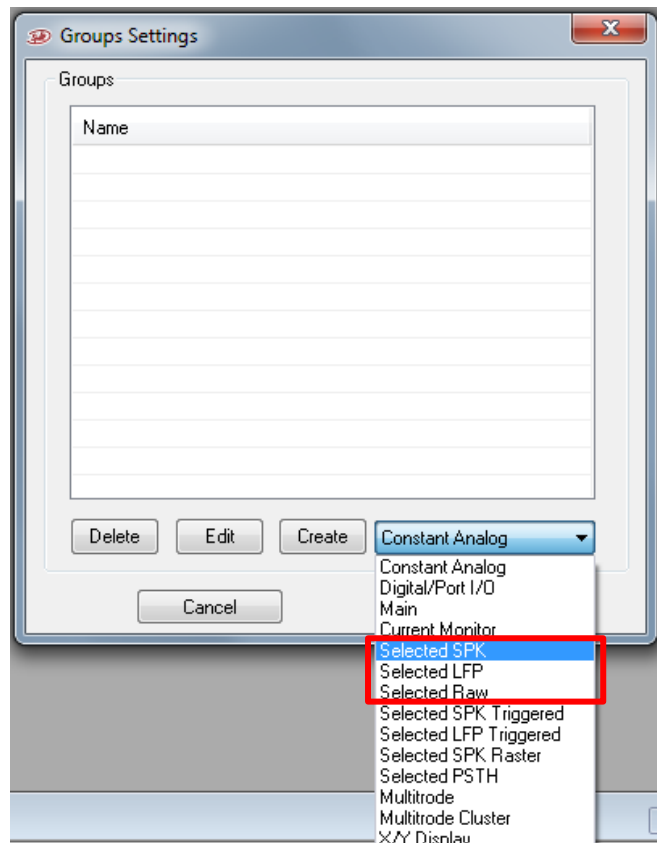 Groups Settings
Groups
Name
Delete Edit Create Constant Analog
Cancel
Constant Analog
Digital/Port I/O
Main
Current Monitor
Selected SPK
Selected LFP
Selected Raw
Selected SPK Triggered
Selected LFP Triggered
Selected SPK Raster
Selected PSTH
Multitrode
Multitrode Cluster
X/Y Display